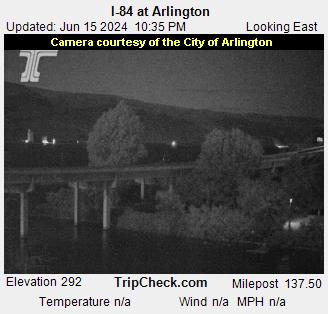 I-84 at Arlington
Updated: Jun 15 2024 10:35 PM Looking East
Camera courtesy of the City of Arlington
Elevation 292 TripCheck.com Milepost 137.50
Temperature n/a Wind n/a MPH n/a